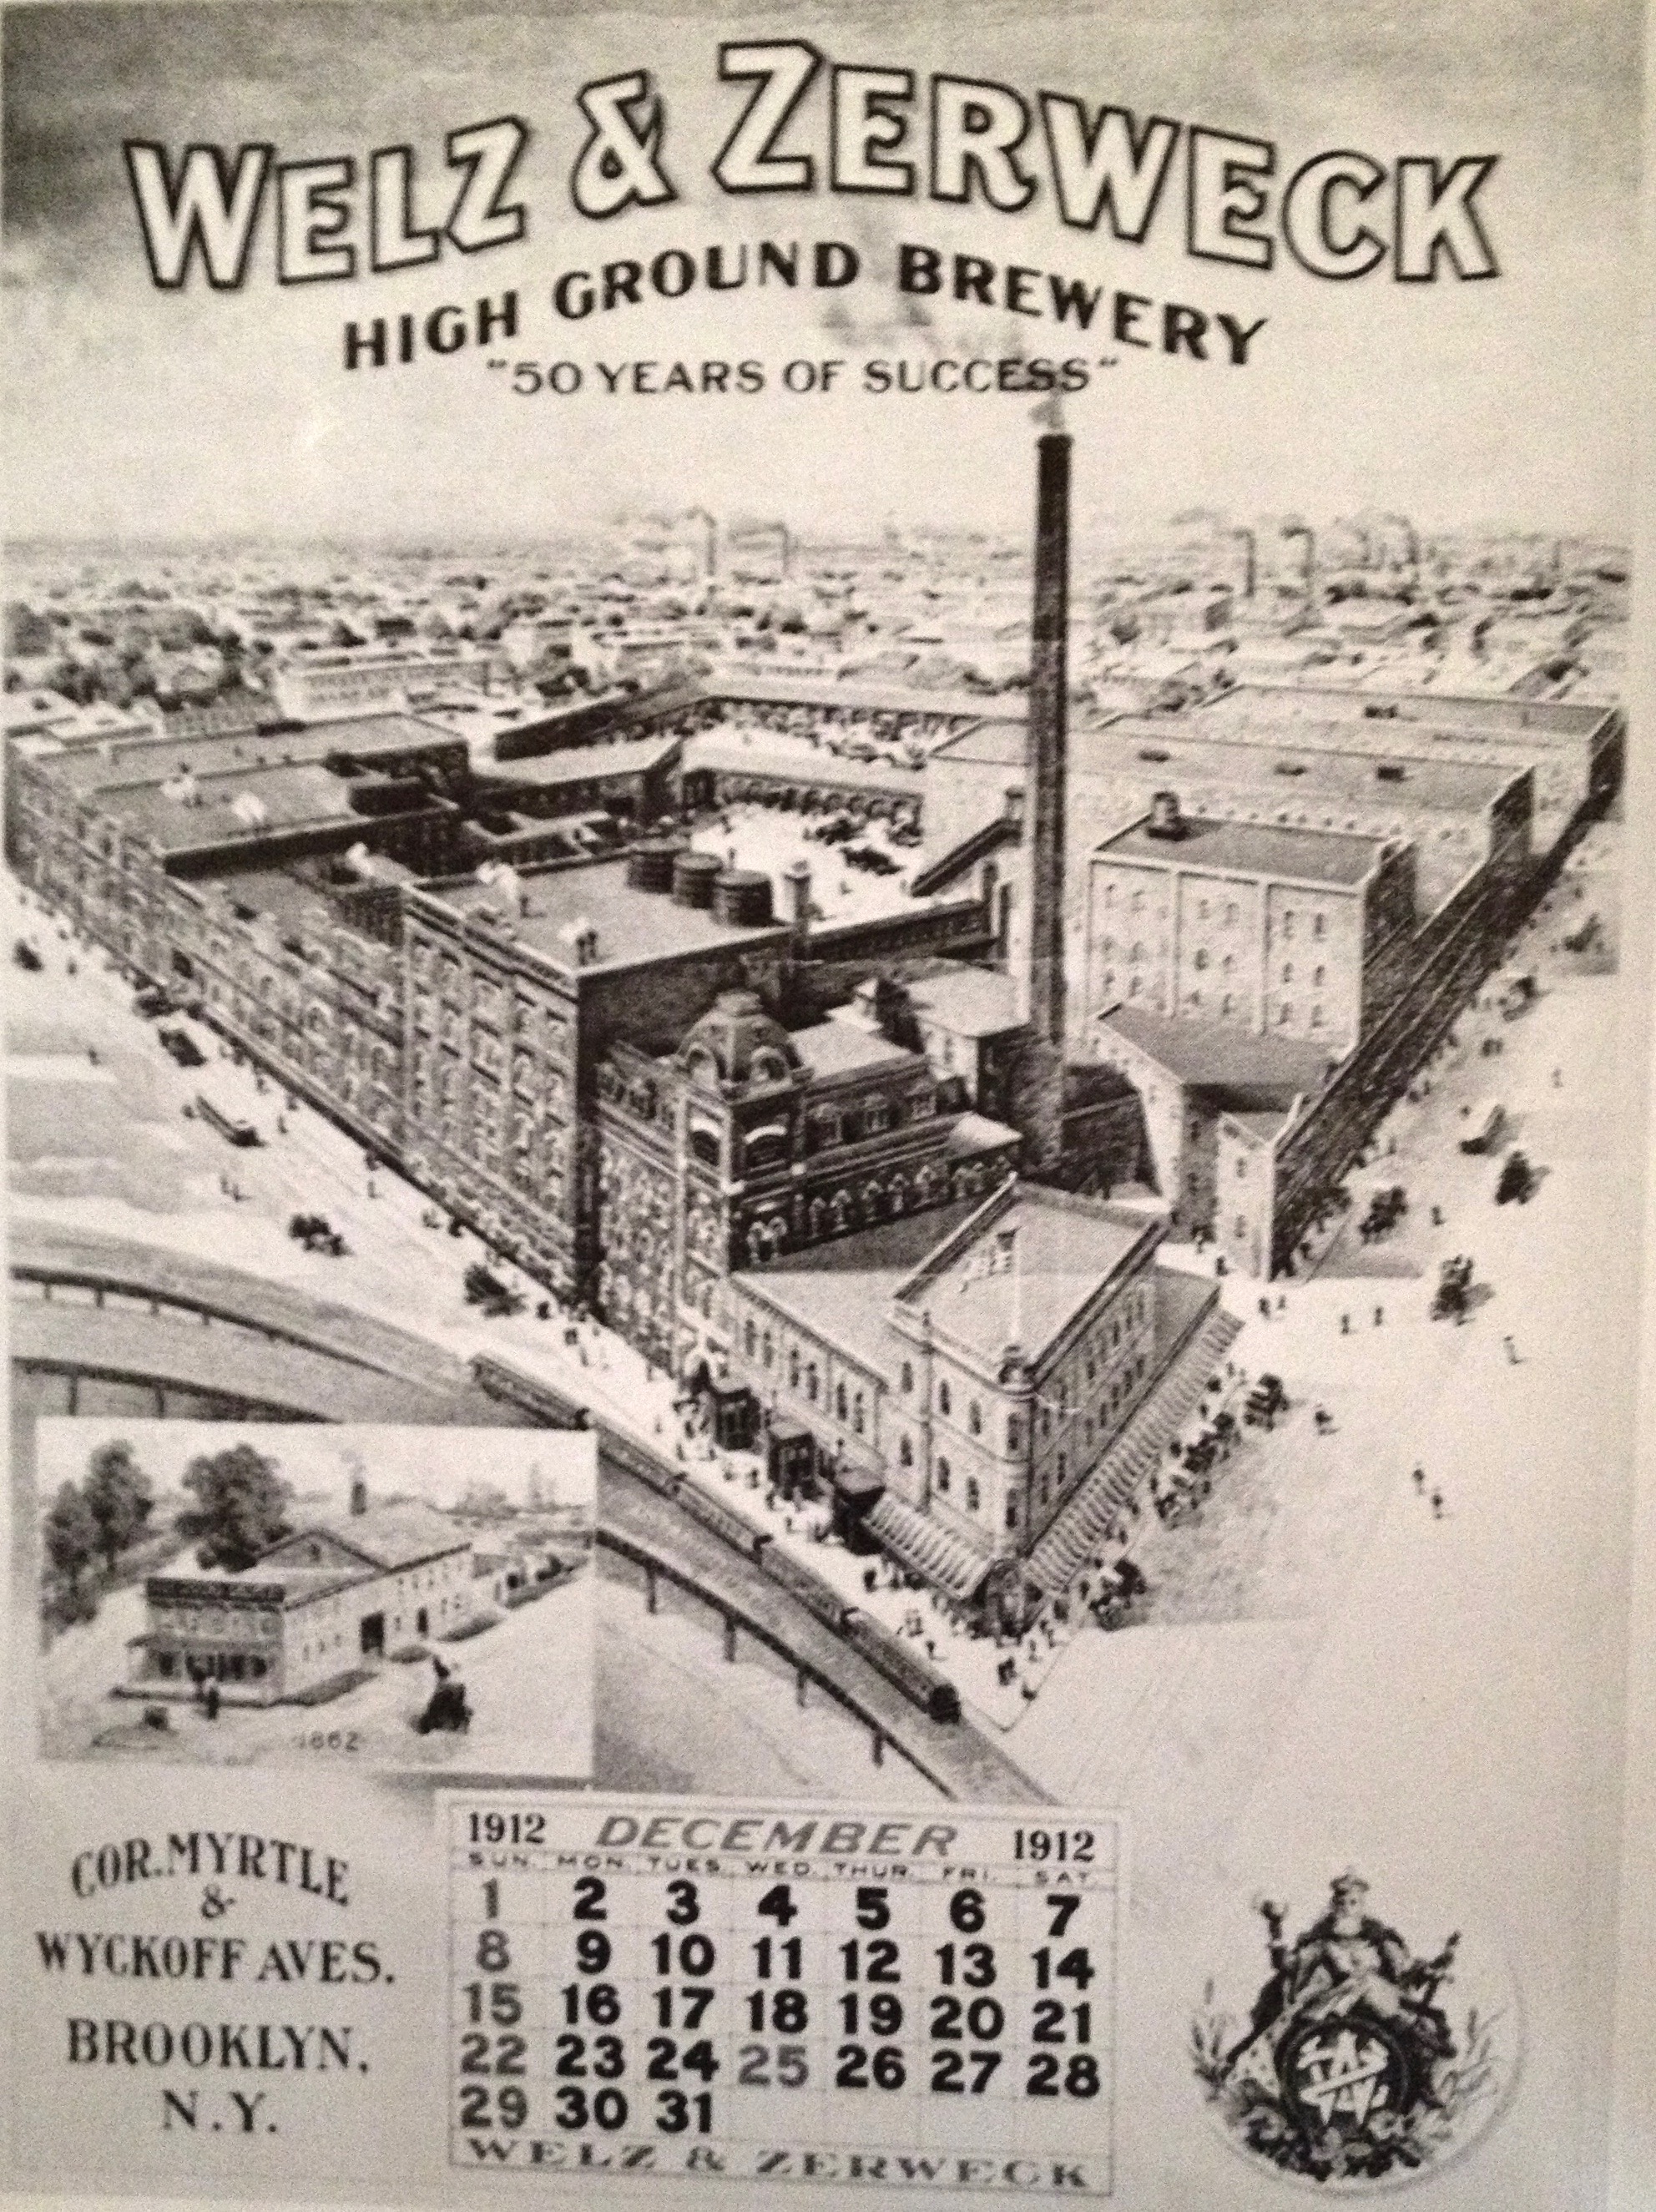 WELZ & ZERWECK
HIGH GROUND BREWERY
"50 YEARS OF SUCCESS"
1862
COR. MYRTLE
&
WYCKOFF AVES.
BROOKLYN,
N.Y.
1912 DECEMBER 1912
SUN. MON. TUES. WED. THUR. FRI. SAT.
1 2 3 4 5 6 7
8 9 10 11 12 13 14
15 16 17 18 19 20 21
22 23 24 25 26 27 28
29 30 31
WELZ & ZERWECK